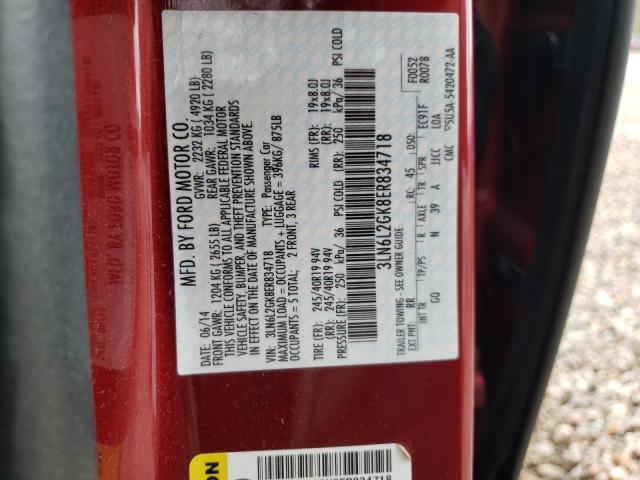 MFD. BY FORD MOTOR CO.
DATE: 06/14 GVWR: 2232 KG ( 4920 LB)
FRONT GAWR: 1204 KG ( 2655 LB) REAR GAWR: 1034 KG ( 2280 LB)
THIS VEHICLE CONFORMS TO ALL APPLICABLE FEDERAL MOTOR
VEHICLE SAFETY, BUMPER, AND THEFT PREVENTION STANDARDS
IN EFFECT ON THE DATE OF MANUFACTURE SHOWN ABOVE.
VIN: 3LN6L2GK8ER834718 TYPE: Passenger Car
MAXIMUM LOAD = OCCUPANTS + LUGGAGE = 396KG/ 875LB
OCCUPANTS = 5 TOTAL: 2 FRONT, 3 REAR
TIRE (FR): 245/40R19 94V RIMS (FR): 19x8.0J
(RR): 245/40R19 94V (RR): 19x8.0J
PRESSURE (FR): 250 kPa/ 36 PSI COLD (RR): 250 kPa/ 36 PSI COLD
3LN6L2GK8ER834718
TRAILER TOWING - SEE OWNER GUIDE F0052
EXT PNT: RR RC: 45 DSO: R0078
INT TR TP/PS R AXLE TR SPR EC91F
GQ N 39 A JJCC LDA
CMC 5U5A-5420472-AA
ER834718